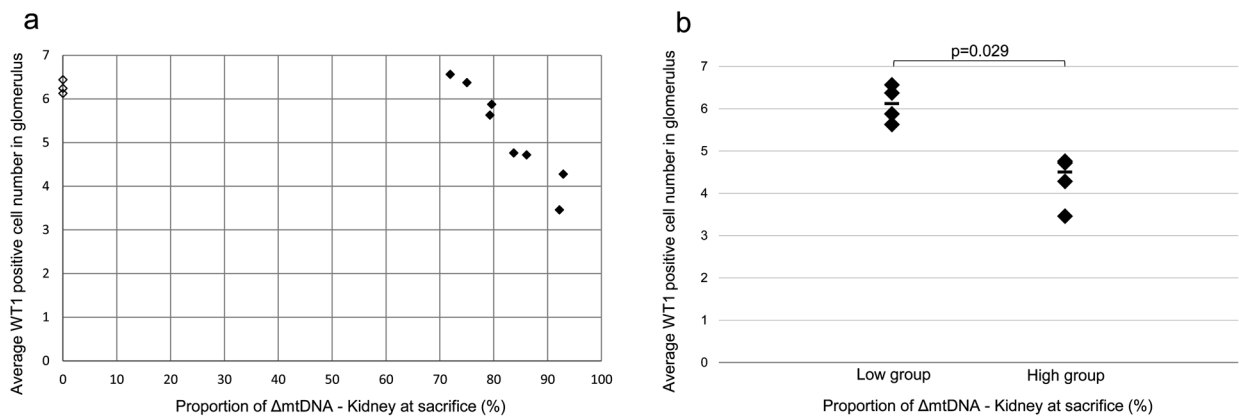 a
Average WT1 positive cell number in glomerulus
7
6
5
4
3
2
1
0
0 10 20 30 40 50 60 70 80 90 100
Proportion of ΔmtDNA - Kidney at sacrifice (%)
b
p=0.029
Average WT1 positive cell number in glomerulus
7
6
5
4
3
2
1
0
Low group High group
Proportion of ΔmtDNA - Kidney at sacrifice (%)